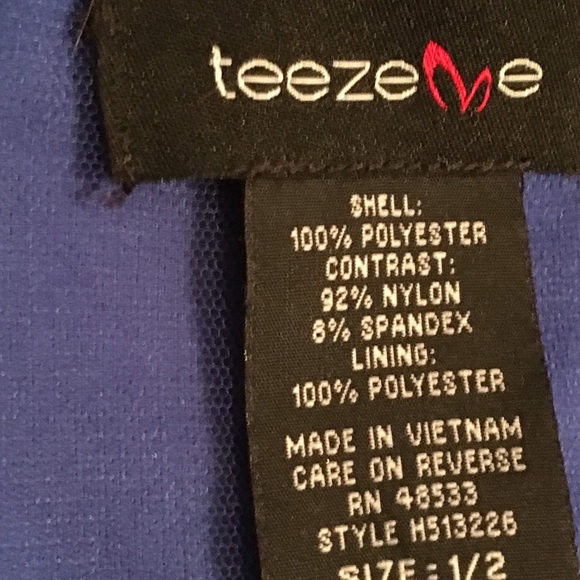 teezeme
SHELL:
100% POLYESTER
CONTRAST:
92% NYLON
8% SPANDEX
LINING:
100% POLYESTER
MADE IN VIETNAM
CARE ON REVERSE
RN 48533
STYLE H513226
SIZE: 1/2